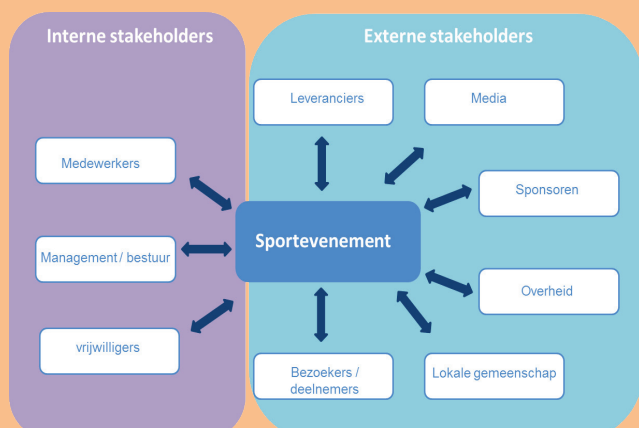 Interne stakeholders
Externe stakeholders
Leveranciers
Media
Medewerkers
Sponsoren
Sportevenement
Management / bestuur
Overheid
vrijwilligers
Bezoekers /
deelnemers
Lokale gemeenschap